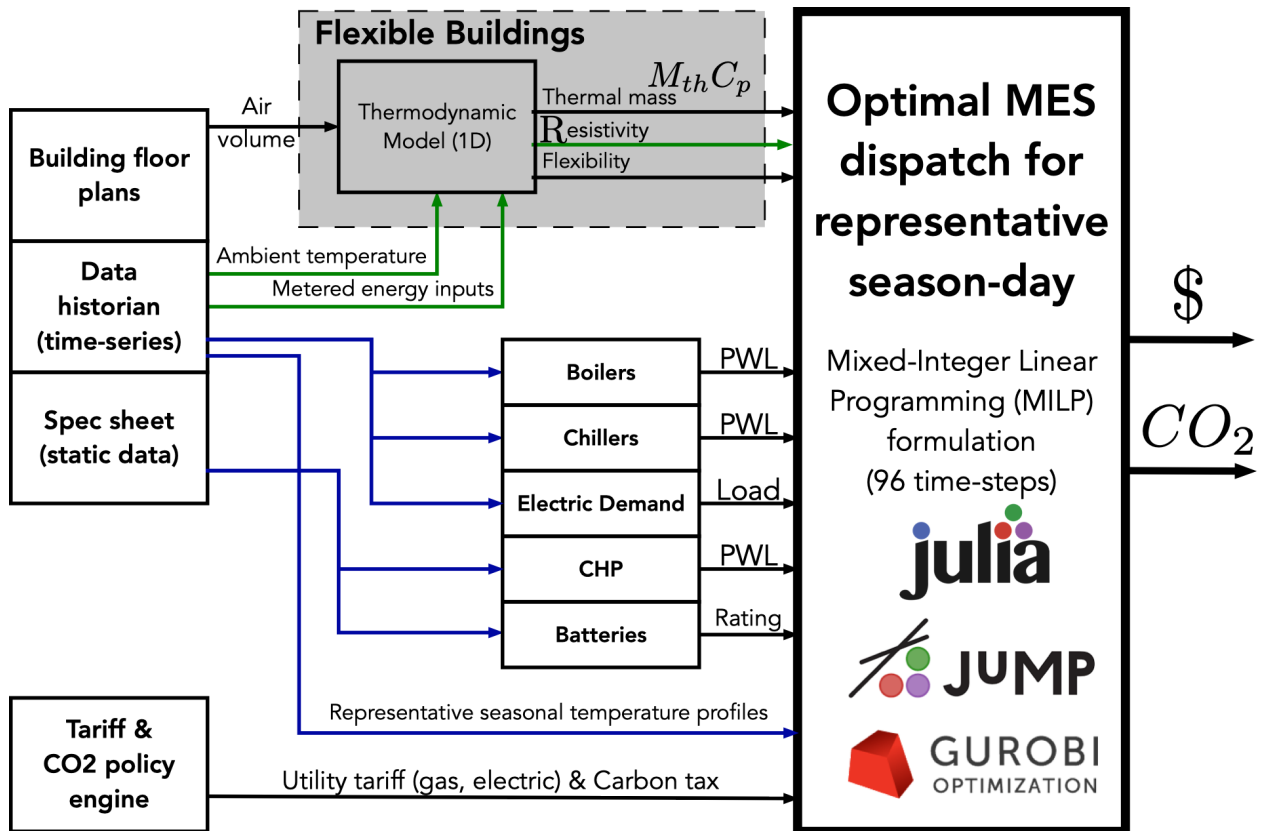 Flexible Buildings
Thermodynamic
Model (1D)
M_{th}C_p
Thermal mass
Resistivity
Flexibility
Air
volume
Building floor
plans
Data
historian
(time-series)
Spec sheet
(static data)
Ambient temperature
Metered energy inputs
Boilers
Chillers
Electric Demand
CHP
Batteries
PWL
PWL
Load
PWL
Rating
Representative seasonal temperature profiles
Tariff &
CO2 policy
engine
Utility tariff (gas, electric) & Carbon tax
Optimal MES
dispatch for
representative
season-day
Mixed-Integer Linear
Programming (MILP)
formulation
(96 time-steps)
julia
JuMP
GUROBI
OPTIMIZATION
$
CO₂